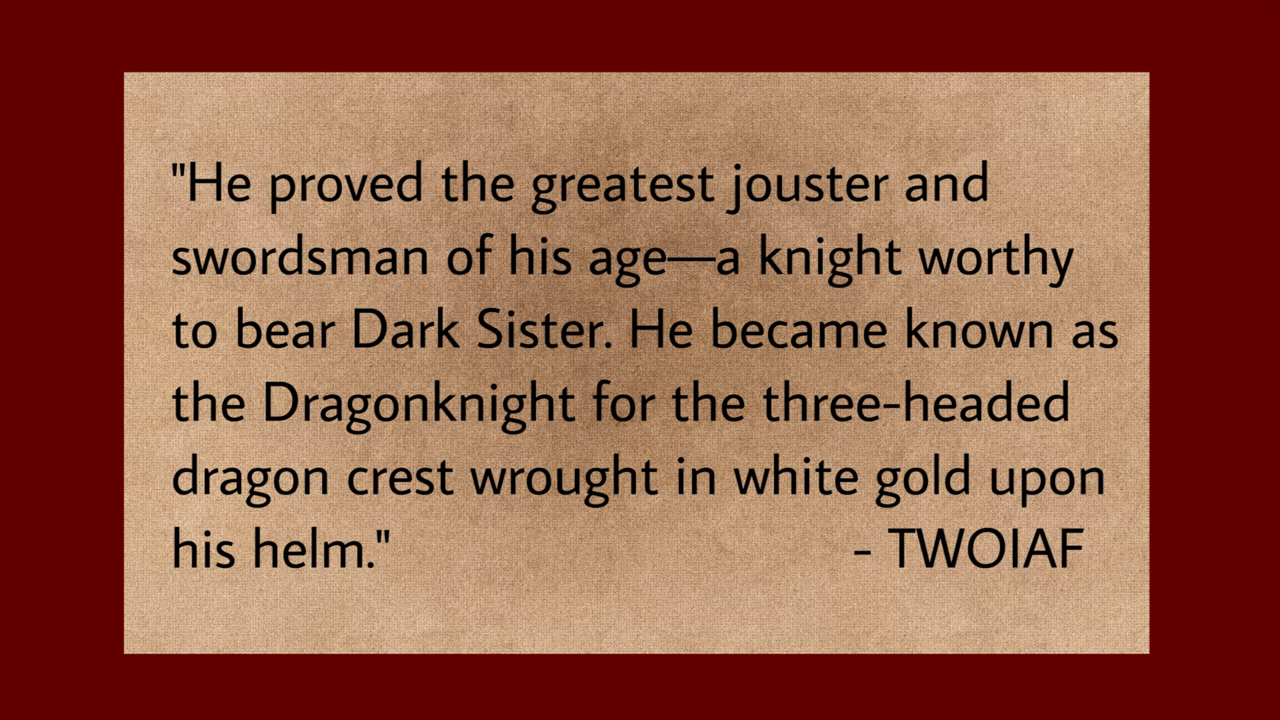 "He proved the greatest jouster and
swordsman of his age—a knight worthy
to bear Dark Sister. He became known as
the Dragonknight for the three-headed
dragon crest wrought in white gold upon
his helm." - TWOIAF